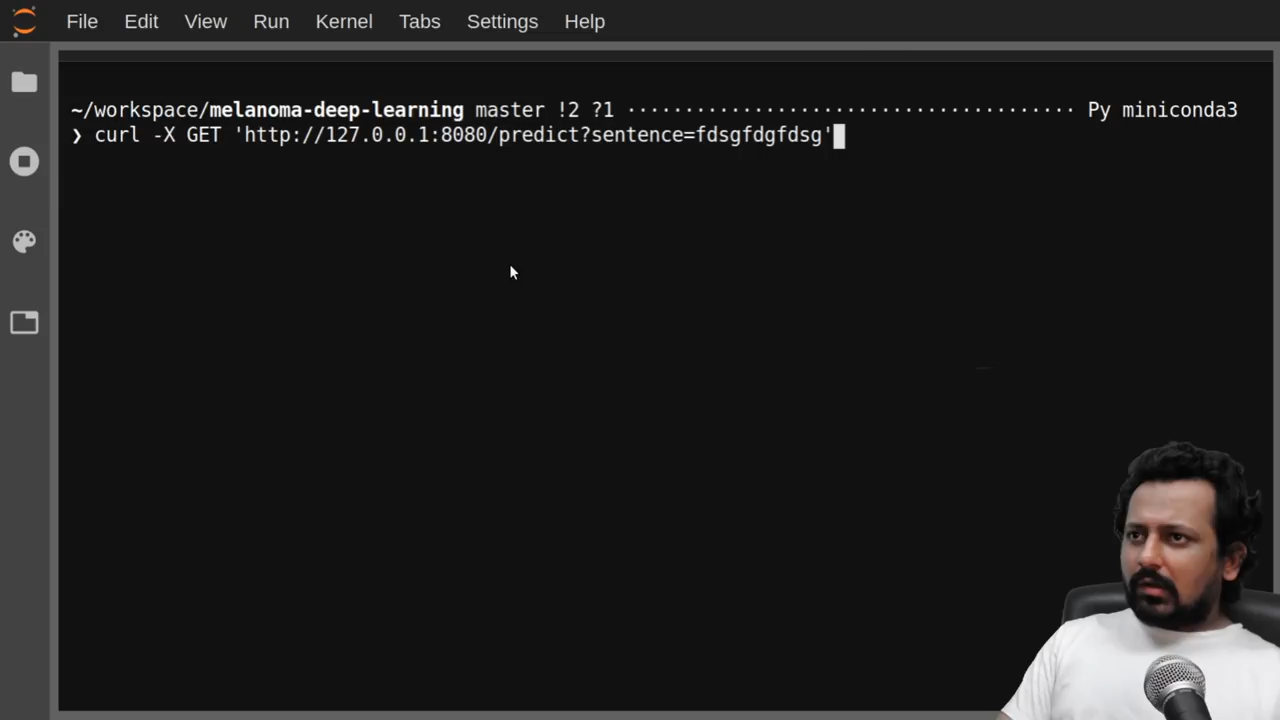 File Edit View Run Kernel Tabs Settings Help
~/workspace/melanoma-deep-learning master !2 ?1 ······································ Py miniconda3
❯ curl -X GET 'http://127.0.0.1:8080/predict?sentence=fdsgfdgfdsg'